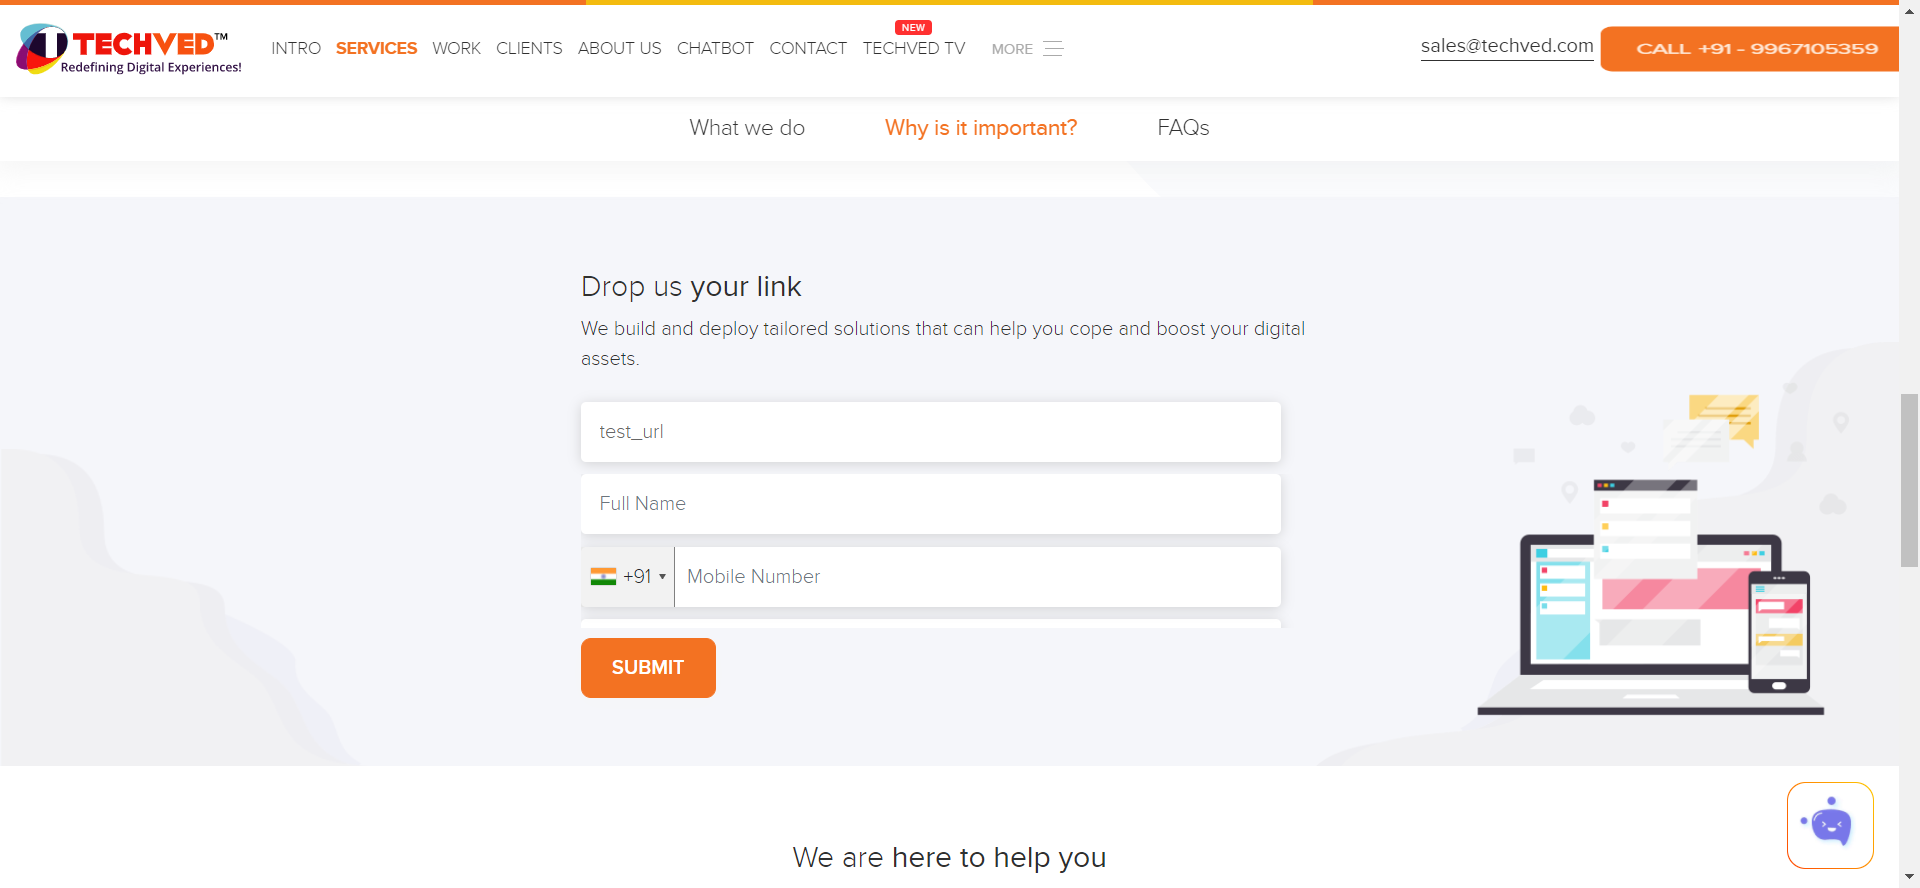 TECHVED™
Redefining Digital Experiences!
INTRO SERVICES WORK CLIENTS ABOUT US CHATBOT CONTACT TECHVED TV NEW MORE
sales@techved.com
CALL +91 - 9967105359
What we do Why is it important? FAQs
Drop us your link
We build and deploy tailored solutions that can help you cope and boost your digital
assets.
test_url
Full Name
+91 Mobile Number
SUBMIT
We are here to help you